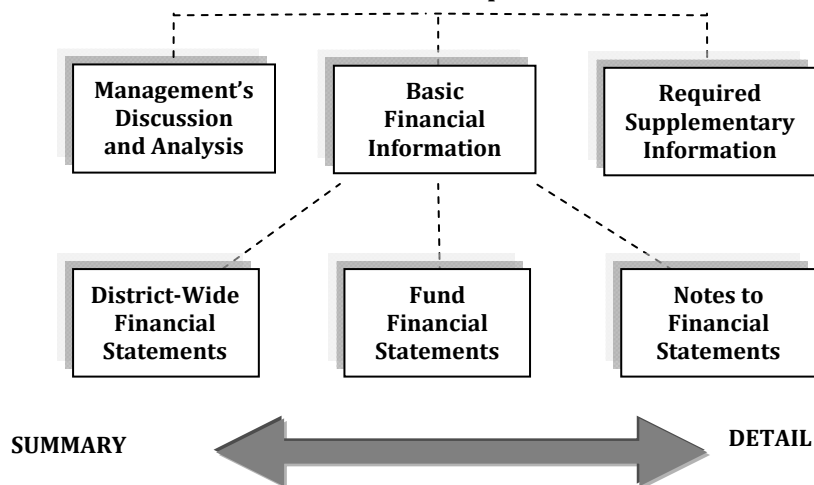 Management’s
Discussion
and Analysis
Basic
Financial
Information
Required
Supplementary
Information
District-Wide
Financial
Statements
Fund
Financial
Statements
Notes to
Financial
Statements
SUMMARY
DETAIL